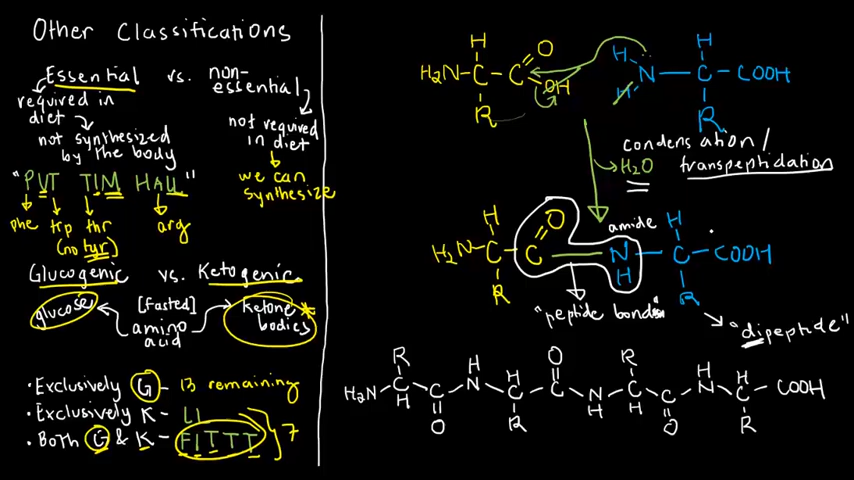 Other Classifications
Essential vs. non-essential
required in diet
not synthesized by the body
not required in diet
we can synthesize
"PVT TIM HALL"
phe trp thr arg
(no tyr)
Glucogenic vs. Ketogenic
glucose [fasted] ketone bodies *
amino acid
• Exclusively G - 13 remaining
• Exclusively K - LL
• Both G & K - FITTT } 7
H O H H
H₂N - C - C OH N - C - COOH
R H R
condensation/
H₂O transpeptidation
H O amide H
H₂N - C - C N - C - COOH
R H R
"peptide bonds"
"dipeptide"
R H O R H H
H₂N C C N C C N C C N C COOH
H O R H H O R